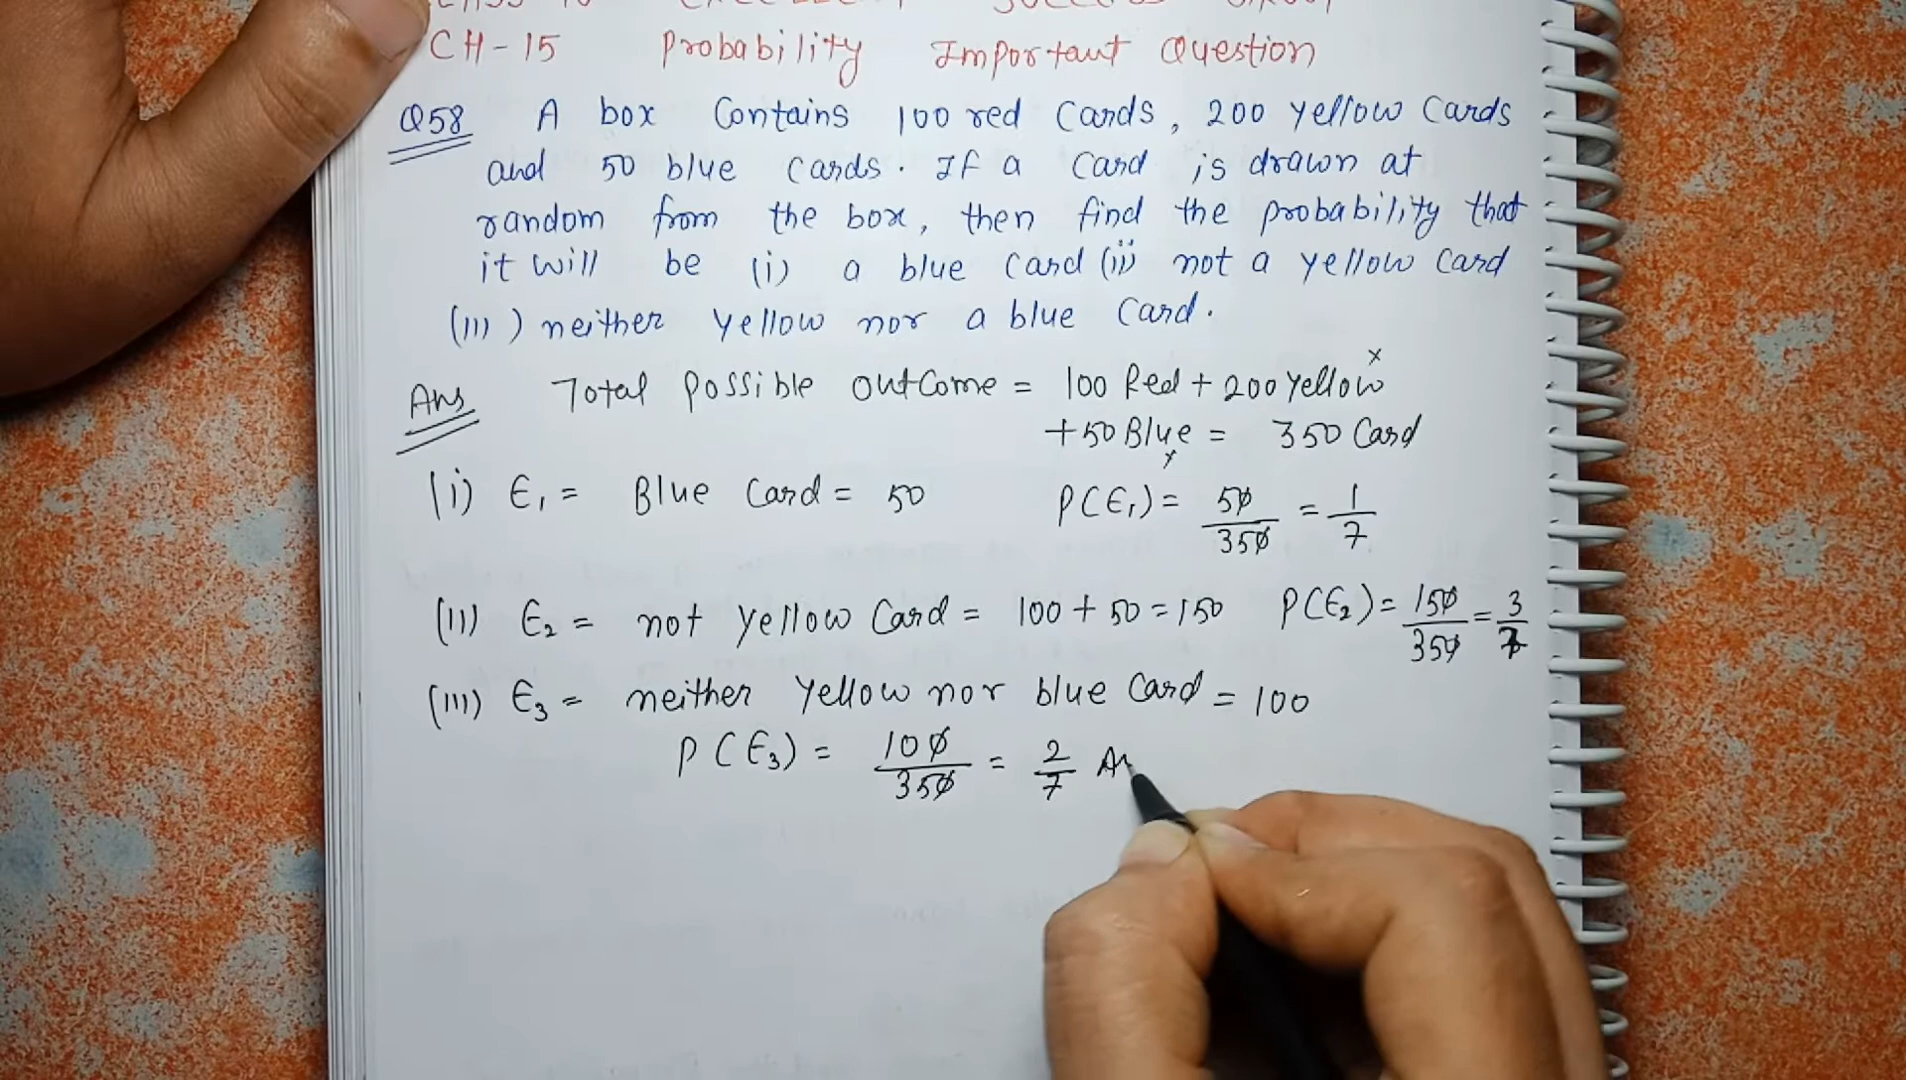 CH-15 Probability Important Question
Q58 A box Contains 100 red Cards, 200 yellow Cards
and 50 blue cards. If a Card is drawn at
random from the box, then find the probability that
it will be (i) a blue Card (ii) not a yellow Card
(III) neither yellow nor a blue Card.
Ans Total possible outCome = 100 Red + 200 yellow x
+ 50 Blue = 350 Card
x
(i) E₁ = Blue Card = 50 P(E₁) = 50/350 = 1/7
(II) E₂ = not yellow Card = 100 + 50 = 150 P(E₂) = 150/350 = 3/7
(III) E₃ = neither yellow nor blue Card = 100
P(E₃) = 100/350 = 2/7 An